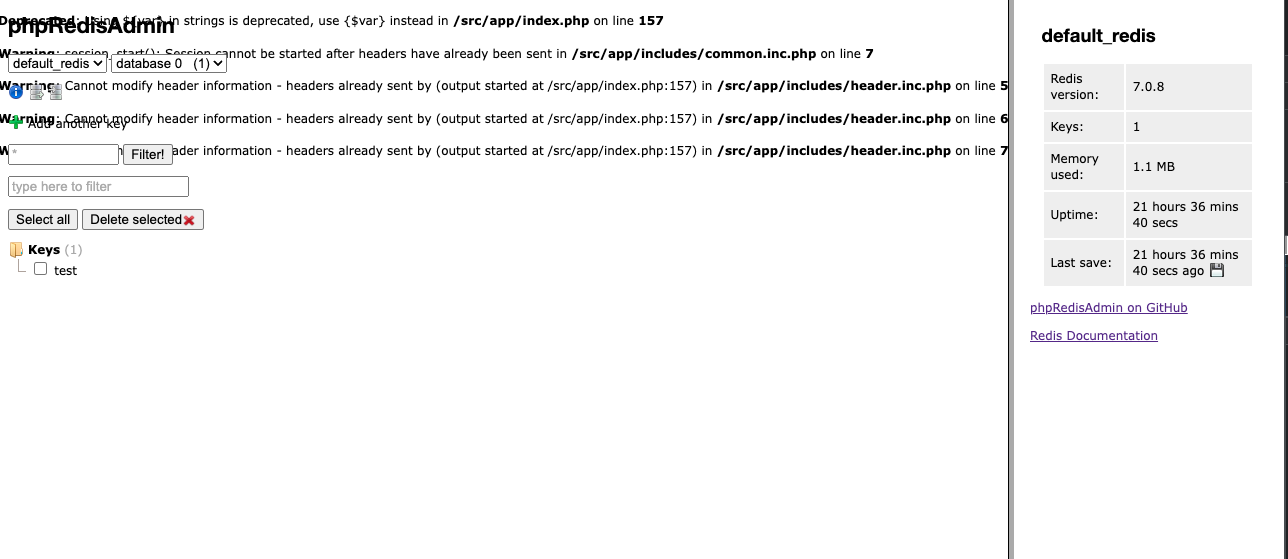 Deprecated: Using ${var} in strings is deprecated, use {$var} instead in /src/app/index.php on line 157
phpRedisAdmin
Warning: session_start(): Session cannot be started after headers have already been sent in /src/app/includes/common.inc.php on line 7
default_redis database 0 (1)
Warning: Cannot modify header information - headers already sent by (output started at /src/app/index.php:157) in /src/app/includes/header.inc.php on line 5
Warning: Cannot modify header information - headers already sent by (output started at /src/app/index.php:157) in /src/app/includes/header.inc.php on line 6
Add another key
ader information - headers already sent by (output started at /src/app/index.php:157) in /src/app/includes/header.inc.php on line 7
* Filter!
type here to filter
Select all Delete selected
Keys (1)
test
default_redis
Redis
version:
7.0.8
Keys:
1
Memory
used:
1.1 MB
Uptime:
21 hours 36 mins
40 secs
Last save:
21 hours 36 mins
40 secs ago
phpRedisAdmin on GitHub
Redis Documentation